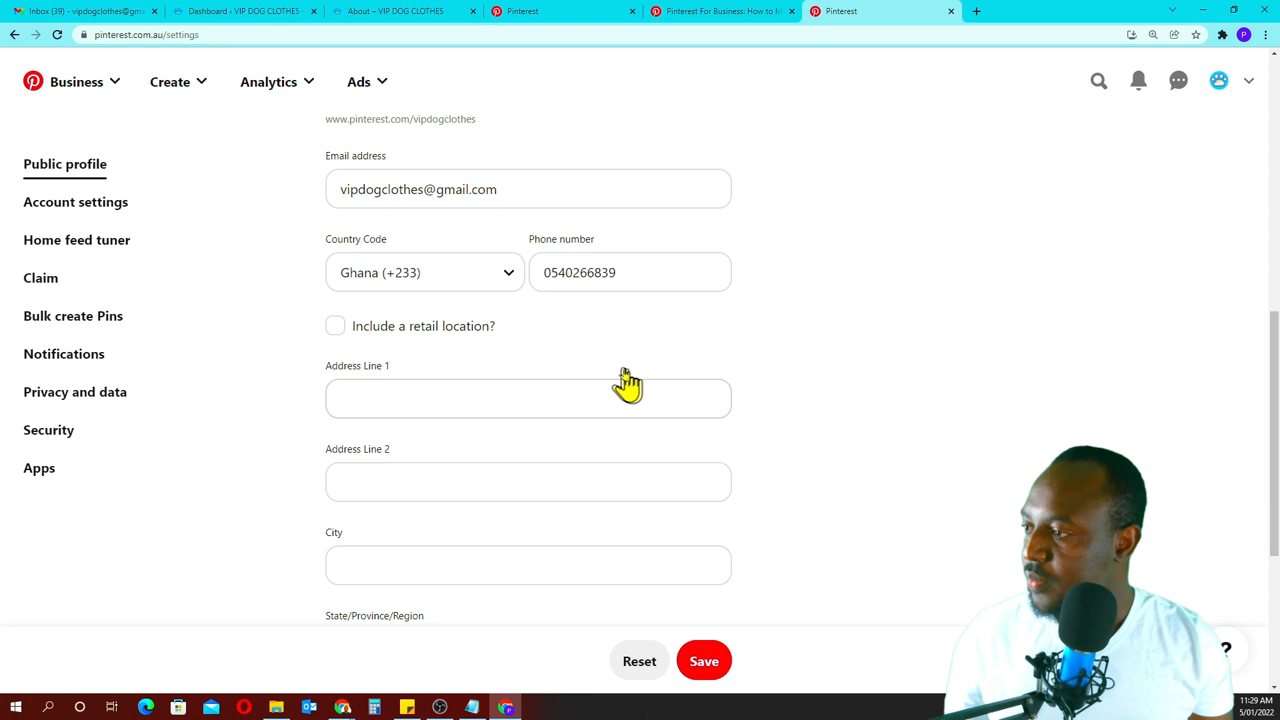 Inbox (39) - vipdogclothes@gma
Dashboard ‹ VIP DOG CLOTHES
About – VIP DOG CLOTHES
Pinterest
Pinterest For Business: How to M
Pinterest
pinterest.com.au/settings
P
Business
Create
Analytics
Ads
www.pinterest.com/vipdogclothes
Public profile
Account settings
Home feed tuner
Claim
Bulk create Pins
Notifications
Privacy and data
Security
Apps
Email address
vipdogclothes@gmail.com
Country Code
Phone number
Ghana (+233)
0540266839
Include a retail location?
Address Line 1
Address Line 2
City
State/Province/Region
Reset
Save
?
11:29 AM
5/01/2022